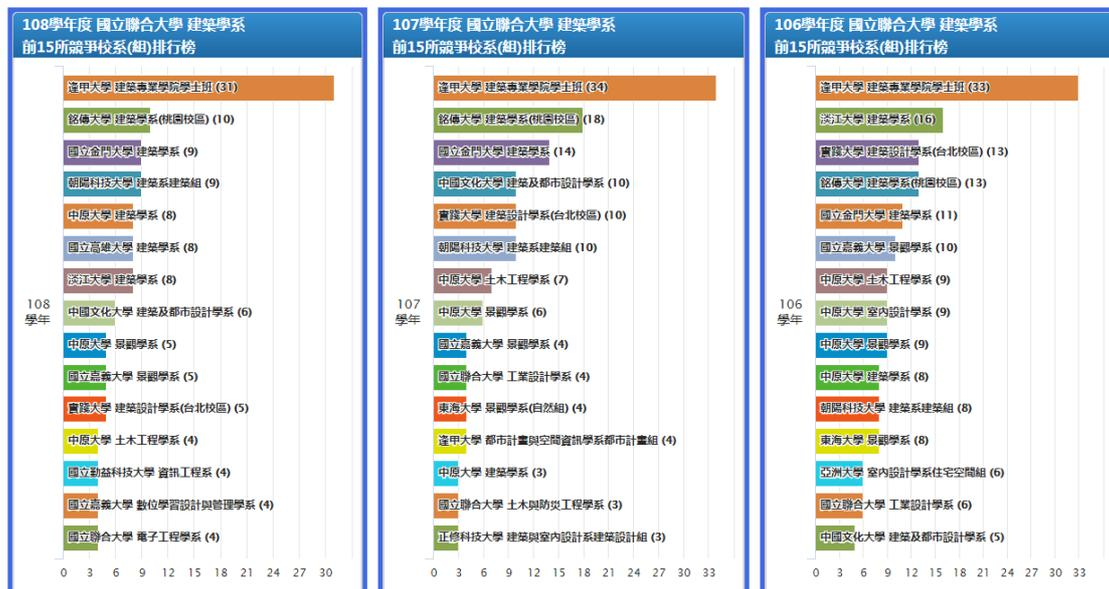 108學年度 國立聯合大學 建築學系
前15所競爭校系(組)排行榜
逢甲大學 建築專業學院學士班 (31)
銘傳大學 建築學系(桃園校區) (10)
國立金門大學 建築學系 (9)
朝陽科技大學 建築系建築組 (9)
中原大學 建築學系 (8)
國立高雄大學 建築學系 (8)
淡江大學 建築學系 (8)
中國文化大學 建築及都市設計學系 (6)
中原大學 景觀學系 (5)
國立嘉義大學 景觀學系 (5)
實踐大學 建築設計學系(台北校區) (5)
中原大學 土木工程學系 (4)
國立勤益科技大學 資訊工程系 (4)
國立嘉義大學 數位學習設計與管理學系 (4)
國立聯合大學 電子工程學系 (4)
108
學年
0 3 6 9 12 15 18 21 24 27 30
107學年度 國立聯合大學 建築學系
前15所競爭校系(組)排行榜
逢甲大學 建築專業學院學士班 (34)
銘傳大學 建築學系(桃園校區) (18)
國立金門大學 建築學系 (14)
中國文化大學 建築及都市設計學系 (10)
實踐大學 建築設計學系(台北校區) (10)
朝陽科技大學 建築系建築組 (10)
中原大學 土木工程學系 (7)
中原大學 景觀學系 (6)
國立嘉義大學 景觀學系 (4)
國立聯合大學 工業設計學系 (4)
東海大學 景觀學系(自然組) (4)
逢甲大學 都市計畫與空間資訊學系都市計畫組 (4)
中原大學 建築學系 (3)
國立聯合大學 土木與防災工程學系 (3)
正修科技大學 建築與室內設計系建築設計組 (3)
107
學年
0 3 6 9 12 15 18 21 24 27 30 33
106學年度 國立聯合大學 建築學系
前15所競爭校系(組)排行榜
逢甲大學 建築專業學院學士班 (33)
淡江大學 建築學系 (16)
實踐大學 建築設計學系(台北校區) (13)
銘傳大學 建築學系(桃園校區) (13)
國立金門大學 建築學系 (11)
國立嘉義大學 景觀學系 (10)
中原大學 土木工程學系 (9)
中原大學 室內設計學系 (9)
中原大學 景觀學系 (9)
中原大學 建築學系 (8)
朝陽科技大學 建築系建築組 (8)
東海大學 景觀學系 (8)
亞洲大學 室內設計學系住宅空間組 (6)
國立聯合大學 工業設計學系 (6)
中國文化大學 建築及都市設計學系 (5)
106
學年
0 3 6 9 12 15 18 21 24 27 30 33